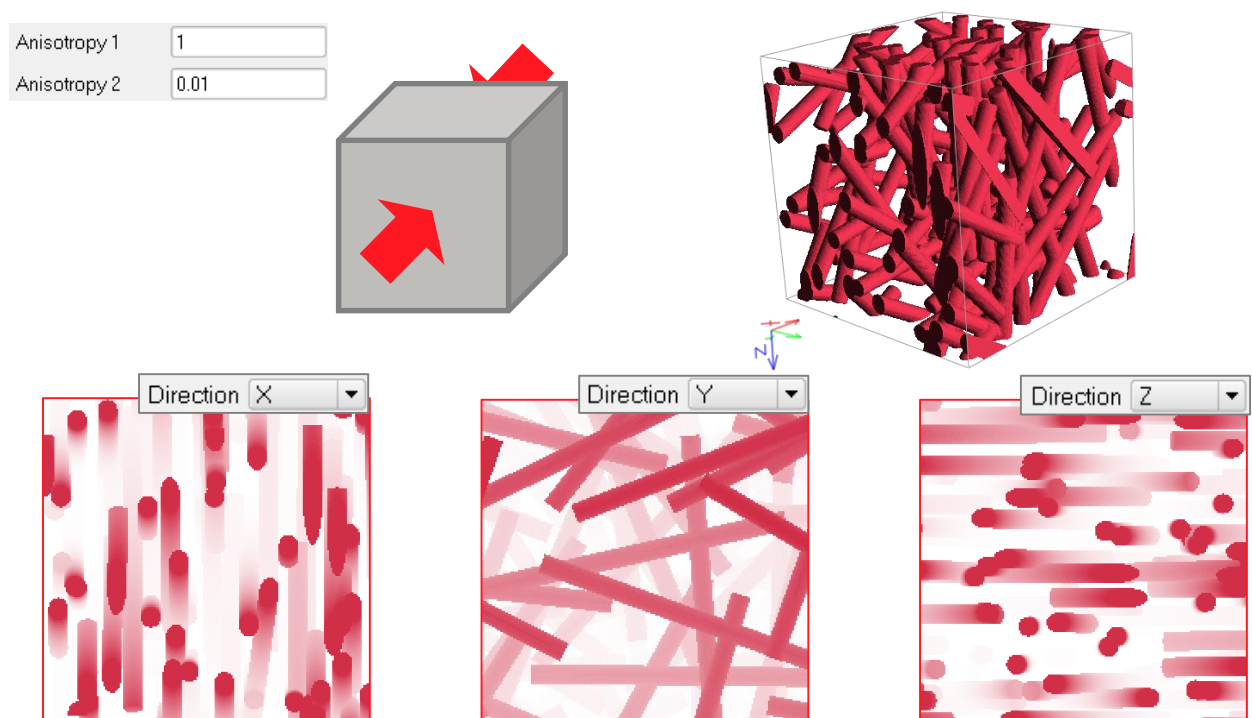 Anisotropy 1 1
Anisotropy 2 0.01
Z
Direction X
Direction Y
Direction Z